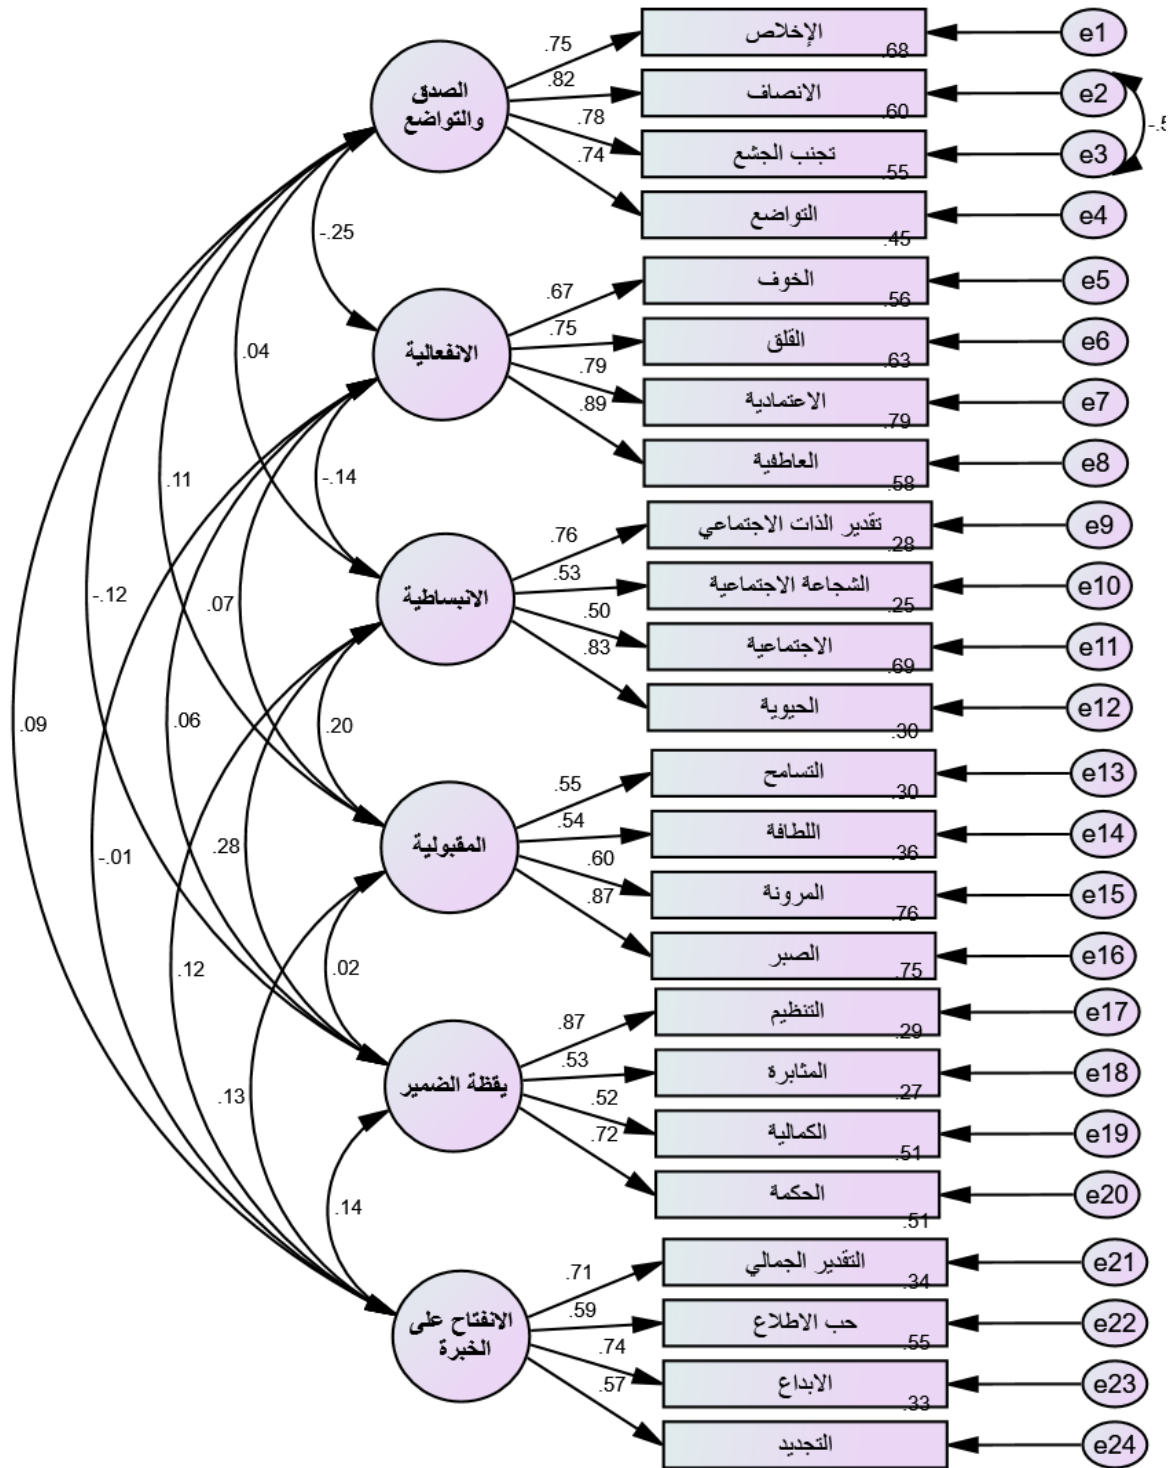 .75
الإخلاص
.68
e1
الصدق
والتواضع
.82
الانصاف
.60
e2
.78
تجنب الجشع
.55
e3
-.5
.74
التواضع
.45
e4
-.25
.67
الخوف
.56
e5
.75
القلق
.63
e6
الانفعالية
.04
.79
الاعتمادية
.79
e7
.89
العاطفية
.58
e8
.11
-.14
.76
تقدير الذات الاجتماعي
.28
e9
.53
الشجاعة الاجتماعية
.25
e10
الانبساطية
-.12
.07
.50
الاجتماعية
.69
e11
.83
الحيوية
.30
e12
.09
.06
.20
.55
التسامح
.30
e13
.54
اللطافة
.36
e14
المقبولية
-.01
.28
.60
المرونة
.76
e15
.87
الصبر
.75
e16
.12
.02
.87
التنظيم
.29
e17
.53
المثابرة
.27
e18
يقظة الضمير
.13
.52
الكمالية
.51
e19
.72
الحكمة
.51
e20
.14
.71
التقدير الجمالي
.34
e21
.59
حب الاطلاع
.55
e22
الانفتاح على
الخبرة
.74
الابداع
.33
e23
.57
التجديد
e24